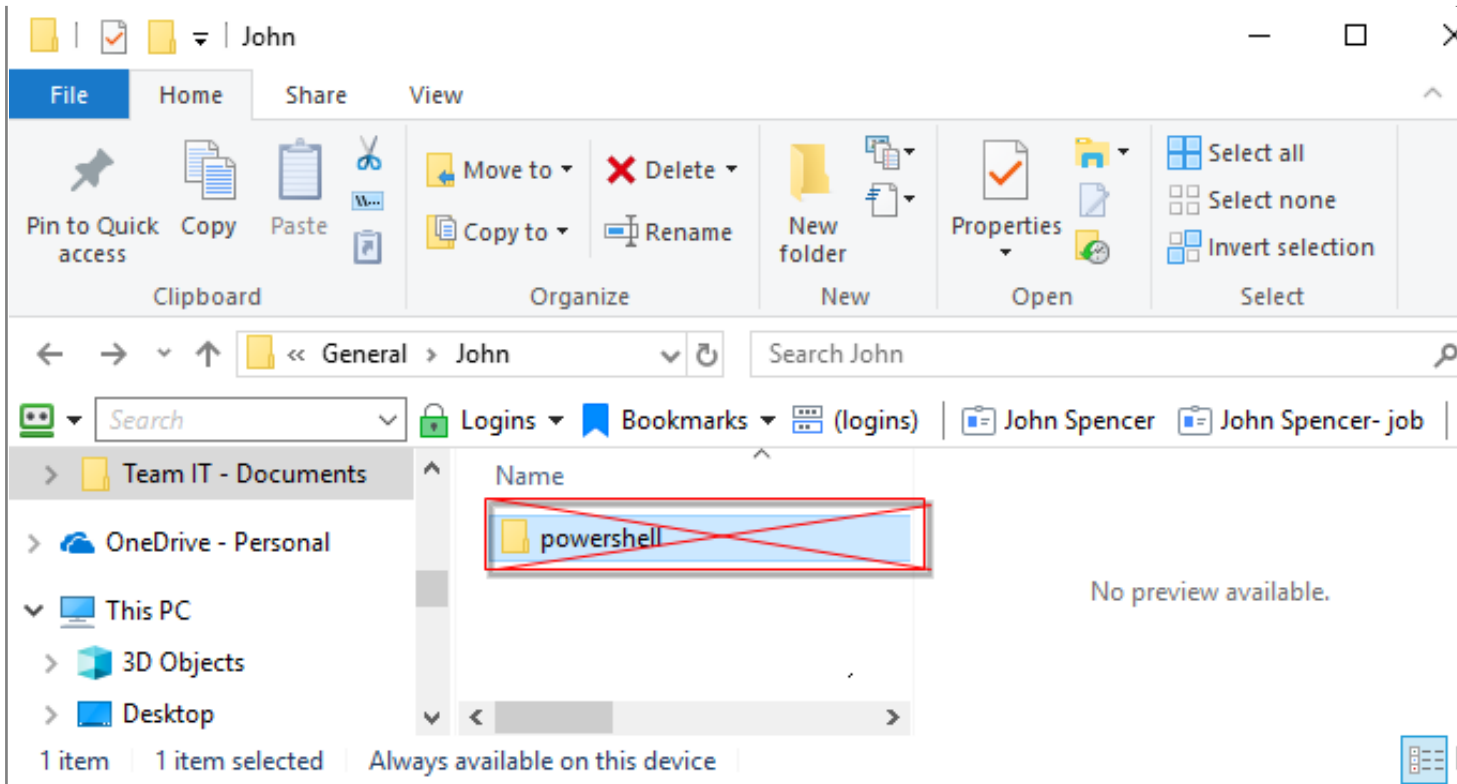 John
File Home Share View
Pin to Quick access
Copy
Paste
Move to
Copy to
Delete
Rename
New folder
Properties
Select all
Select none
Invert selection
Clipboard Organize New Open Select
« General > John
Search John
Search Logins Bookmarks (logins) John Spencer John Spencer- job
Team IT - Documents
OneDrive - Personal
This PC
3D Objects
Desktop
Name
powershell
No preview available.
1 item 1 item selected Always available on this device